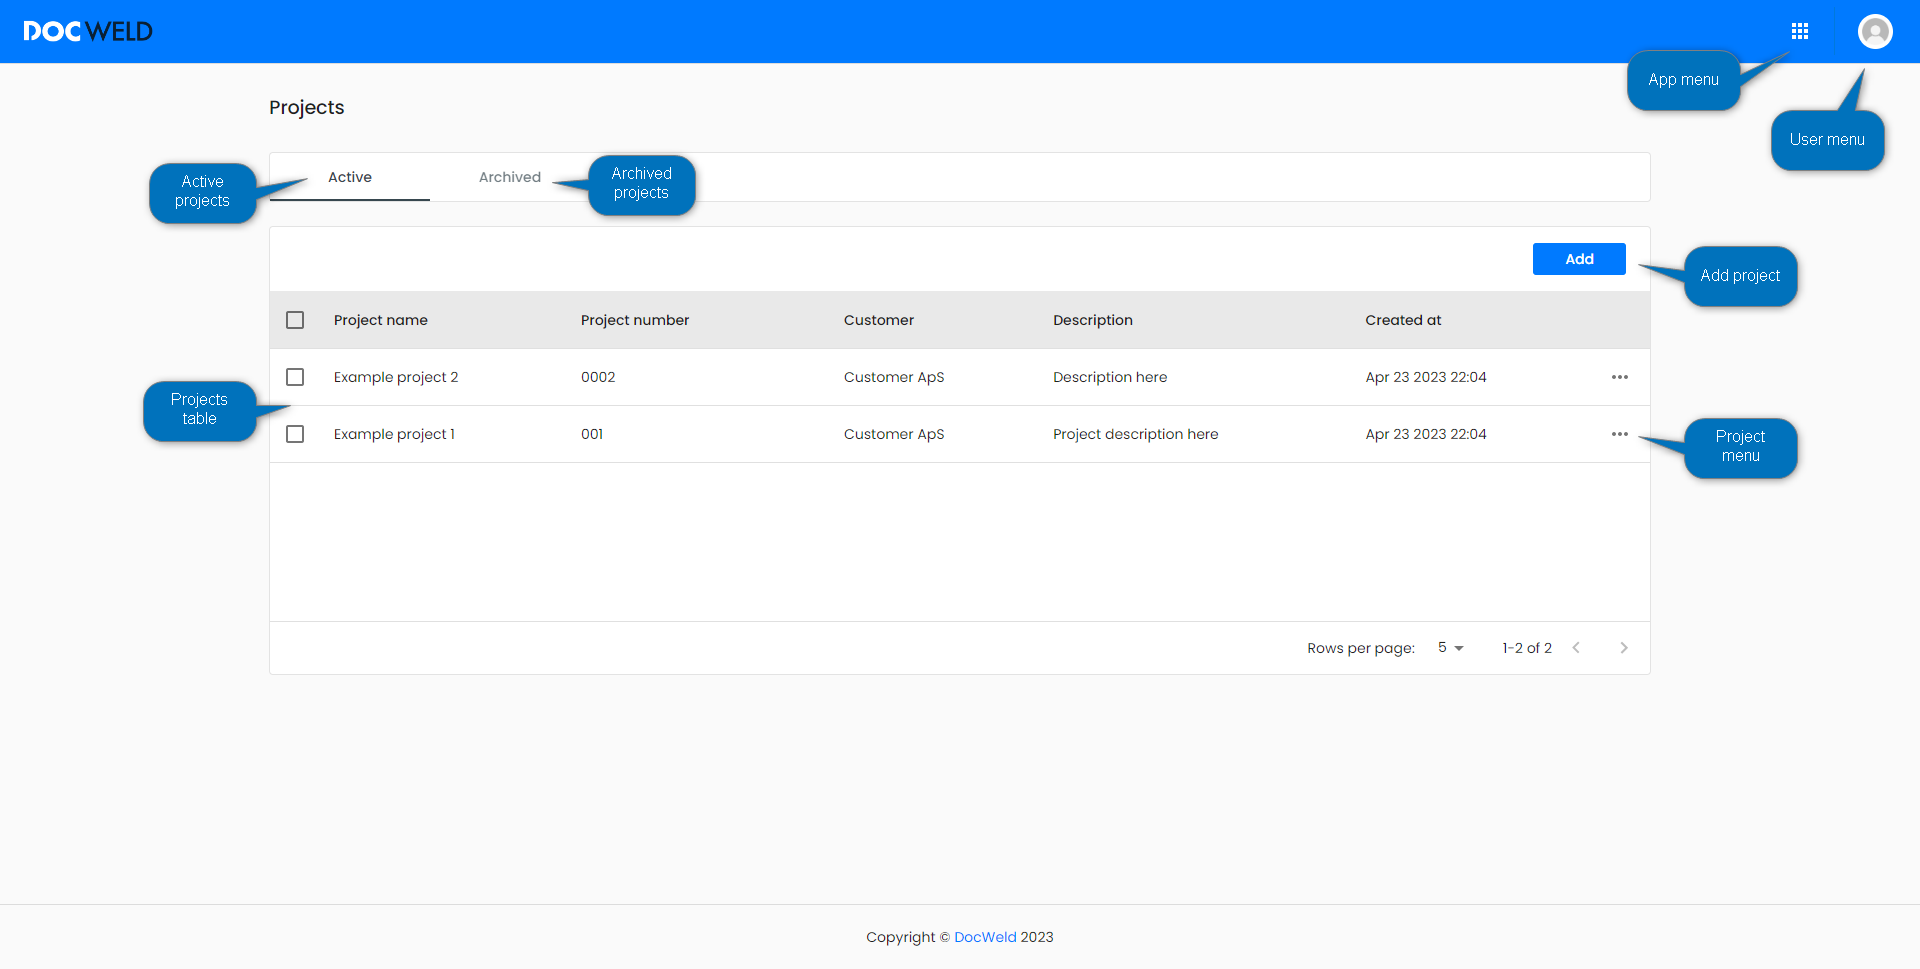 DOCWELD
App menu
User menu
Projects
Active
projects
Active
Archived
Archived
projects
Add
Add project
Project name
Project number
Customer
Description
Created at
Example project 2
0002
Customer ApS
Description here
Apr 23 2023 22:04
Projects
table
Example project 1
001
Customer ApS
Project description here
Apr 23 2023 22:04
Project
menu
Rows per page:
5
1-2 of 2
Copyright © DocWeld 2023